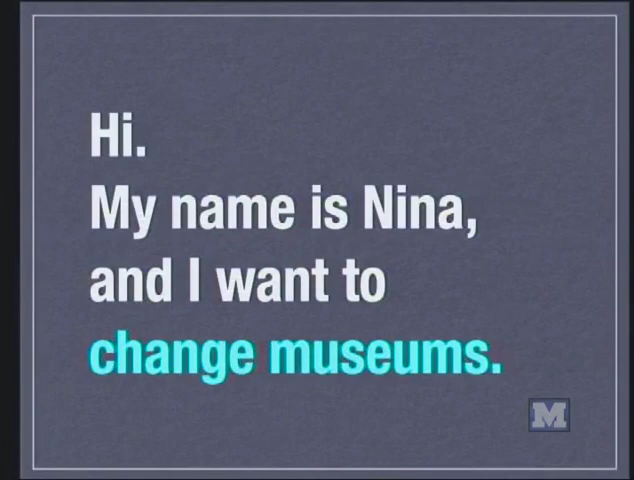 Hi.
My name is Nina,
and I want to
change museums.
M